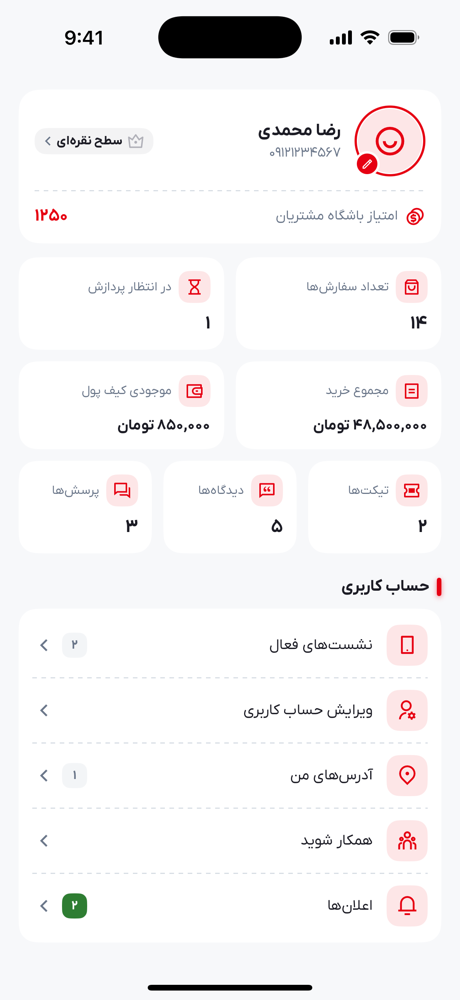 9:41
رضا محمدی
۰۹۱۲۱۲۳۴۵۶۷
سطح نقره‌ای
امتیاز باشگاه مشتریان
۱۲۵۰
تعداد سفارش‌ها
۱۴
در انتظار پردازش
۱
مجموع خرید
۴۸,۵۰۰,۰۰۰ تومان
موجودی کیف پول
۸۵۰,۰۰۰ تومان
تیکت‌ها
۲
دیدگاه‌ها
۵
پرسش‌ها
۳
حساب کاربری
نشست‌های فعال
۲
ویرایش حساب کاربری
آدرس‌های من
۱
همکار شوید
اعلان‌ها
۲